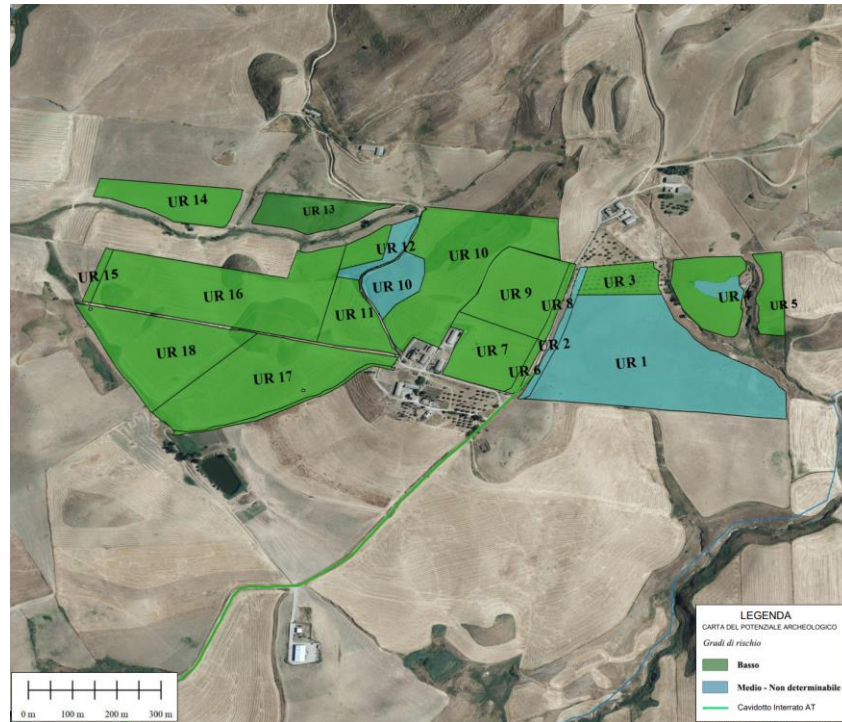 UR 14
UR 13
UR 12
UR 10
UR 15
UR 16
UR 10
UR 9
UR 8
UR 3
UR
UR 5
UR 11
UR 18
UR 7
UR 2
UR 1
UR 17
UR 6
LEGENDA
CARTA DEL POTENZIALE ARCHEOLOGICO
Gradi di rischio
Basso
Medio - Non determinabile
Cavidotto Interrato AT
0 m 100 m 200 m 300 m